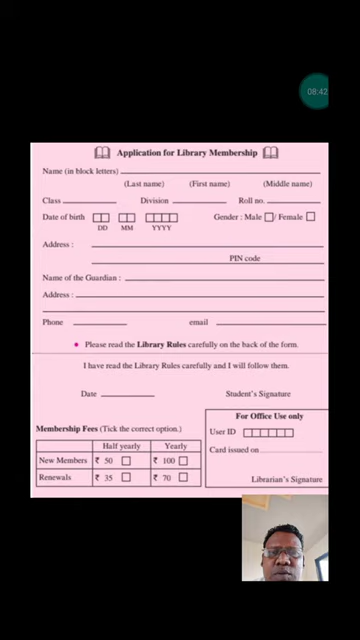 08:42
Application for Library Membership
Name (in block letters)
(Last name) (First name) (Middle name)
Class Division Roll no.
Date of birth Gender : Male / Female
DD MM YYYY
Address :
PIN code
Name of the Guardian :
Address :
Phone email
• Please read the Library Rules carefully on the back of the form.
I have read the Library Rules carefully and I will follow them.
Date Student's Signature
Membership Fees (Tick the correct option).
Half yearly Yearly
New Members ₹ 50 ₹ 100
Renewals ₹ 35 ₹ 70
For Office Use only
User ID
Card issued on
Librarian's Signature